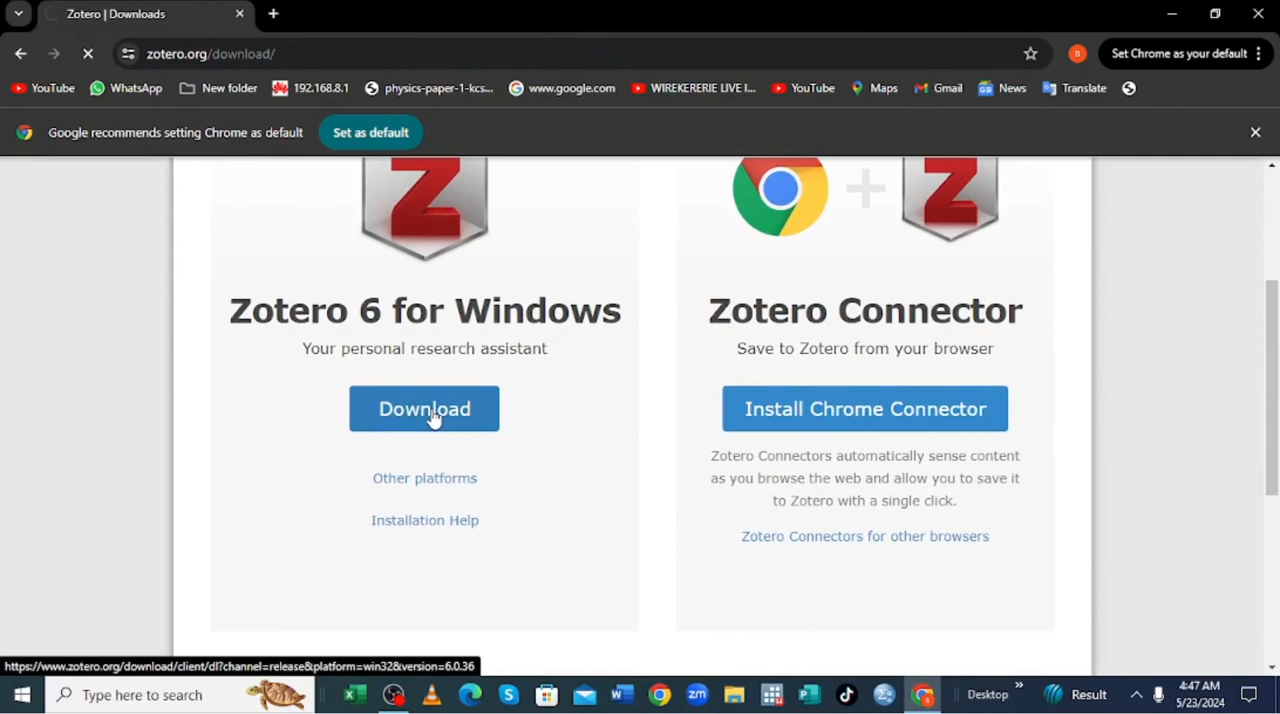 Zotero | Downloads
zotero.org/download/
8
Set Chrome as your default
YouTube
WhatsApp
New folder
192.168.8.1
physics-paper-1-kcs...
www.google.com
WIREKERERIE LIVE I...
YouTube
Maps
Gmail
News
Translate
Google recommends setting Chrome as default
Set as default
Z
Z
Zotero 6 for Windows
Your personal research assistant
Download
Other platforms
Installation Help
Zotero Connector
Save to Zotero from your browser
Install Chrome Connector
Zotero Connectors automatically sense content
as you browse the web and allow you to save it
to Zotero with a single click.
Zotero Connectors for other browsers
https://www.zotero.org/download/client/dl?channel=release&platform=win32&version=6.0.36
Type here to search
zm
Desktop
Result
4:47 AM
5/23/2024